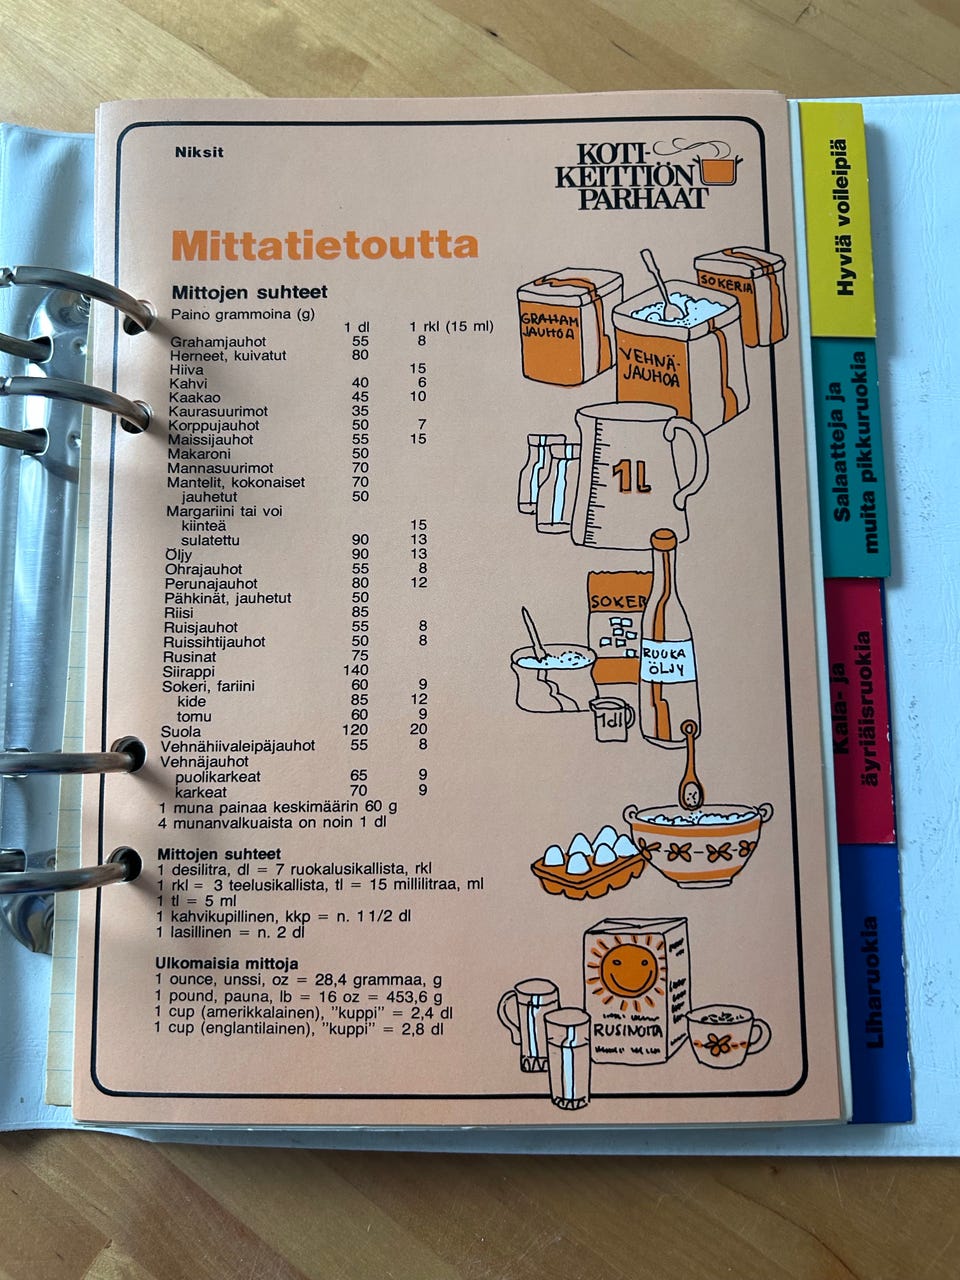 Niksit
KOTI-
KEITTIÖN
PARHAAT
Mittatietoutta
Mittojen suhteet
Paino grammoina (g)
1 dl 1 rkl (15 ml)
Grahamjauhot 55 8
Herneet, kuivatut 80
Hiiva 15
Kahvi 40 6
Kaakao 45 10
Kaurasuurimot 35
Korppujauhot 50 7
Maissijauhot 55 15
Makaroni 50
Mannasuurimot 70
Mantelit, kokonaiset 70
jauhetut 50
Margariini tai voi
kiinteä 15
sulatettu 90 13
Öljy 90 13
Ohrajauhot 55 8
Perunajauhot 80 12
Pähkinät, jauhetut 50
Riisi 85
Ruisjauhot 55 8
Ruissihtijauhot 50 8
Rusinat 75
Siirappi 140
Sokeri, fariini 60 9
kide 85 12
tomu 60 9
Suola 120 20
Vehnähiivaleipäjauhot 55 8
Vehnäjauhot
puolikarkeat 65 9
karkeat 70 9
1 muna painaa keskimäärin 60 g
4 munanvalkuaista on noin 1 dl
Mittojen suhteet
1 desilitra, dl = 7 ruokalusikallista, rkl
1 rkl = 3 teelusikallista, tl = 15 millilitraa, ml
1 tl = 5 ml
1 kahvikupillinen, kkp = n. 1 1/2 dl
1 lasillinen = n. 2 dl
Ulkomaisia mittoja
1 ounce, unssi, oz = 28,4 grammaa, g
1 pound, pauna, lb = 16 oz = 453,6 g
1 cup (amerikkalainen), "kuppi" = 2,4 dl
1 cup (englantilainen), "kuppi" = 2,8 dl
GRAHAM
JAUHOA
SOKERIA
VEHNÄ-
JAUHOA
1L
SOKER
RUOKA
ÖLJY
1dl
RUSINOITA
Hyviä voileipiä
Salaatteja ja
muita pikkuruokia
Kala- ja
äyriäisruokia
Liharuokia